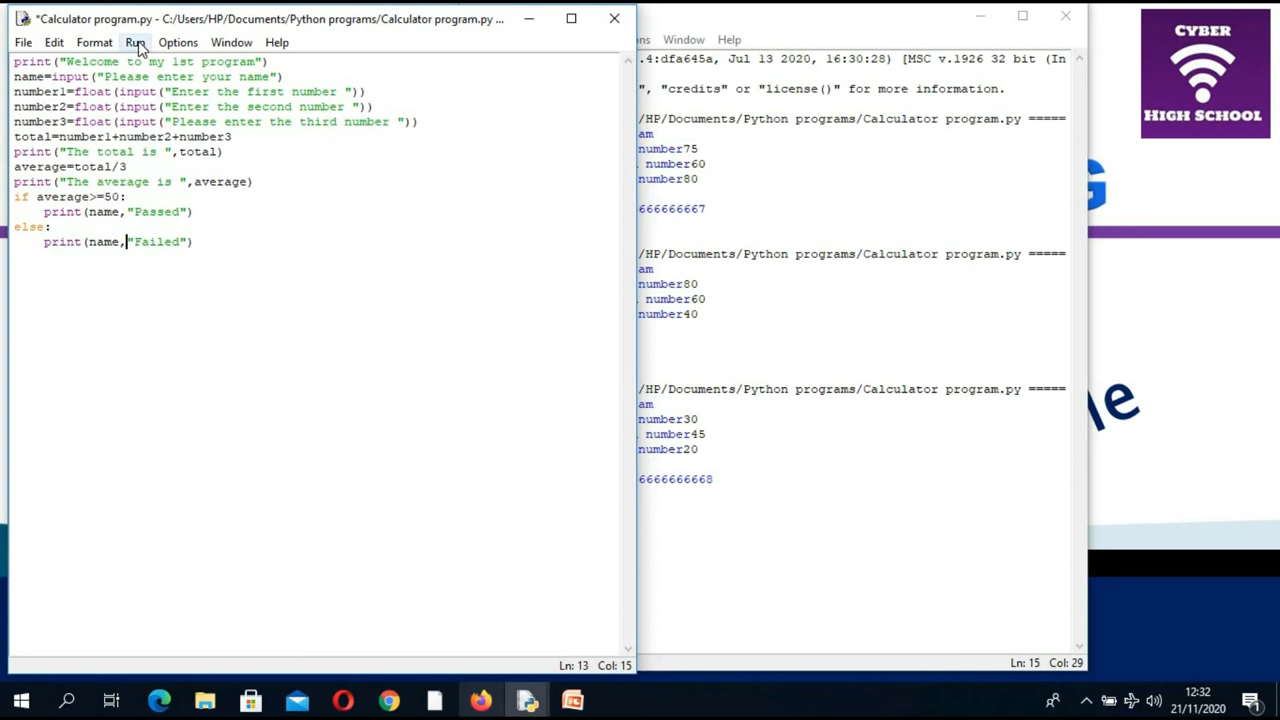 *Calculator program.py - C:/Users/HP/Documents/Python programs/Calculator program.py ...
File Edit Format Run Options Window Help
print("Welcome to my 1st program")
name=input("Please enter your name")
number1=float(input("Enter the first number "))
number2=float(input("Enter the second number "))
number3=float(input("Please enter the third number "))
total=number1+number2+number3
print("The total is ",total)
average=total/3
print("The average is ",average)
if average>=50:
    print(name,"Passed")
else:
    print(name,"Failed")
Ln: 13 Col: 15
ns Window Help
.4:dfa645a, Jul 13 2020, 16:30:28) [MSC v.1926 32 bit (In
", "credits" or "license()" for more information.
/HP/Documents/Python programs/Calculator program.py =====
am
number75
number60
number80
666666667
/HP/Documents/Python programs/Calculator program.py =====
am
number80
number60
number40
/HP/Documents/Python programs/Calculator program.py =====
am
number30
number45
number20
6666666668
Ln: 15 Col: 29
CYBER
HIGH SCHOOL
G
le
12:32
21/11/2020
1